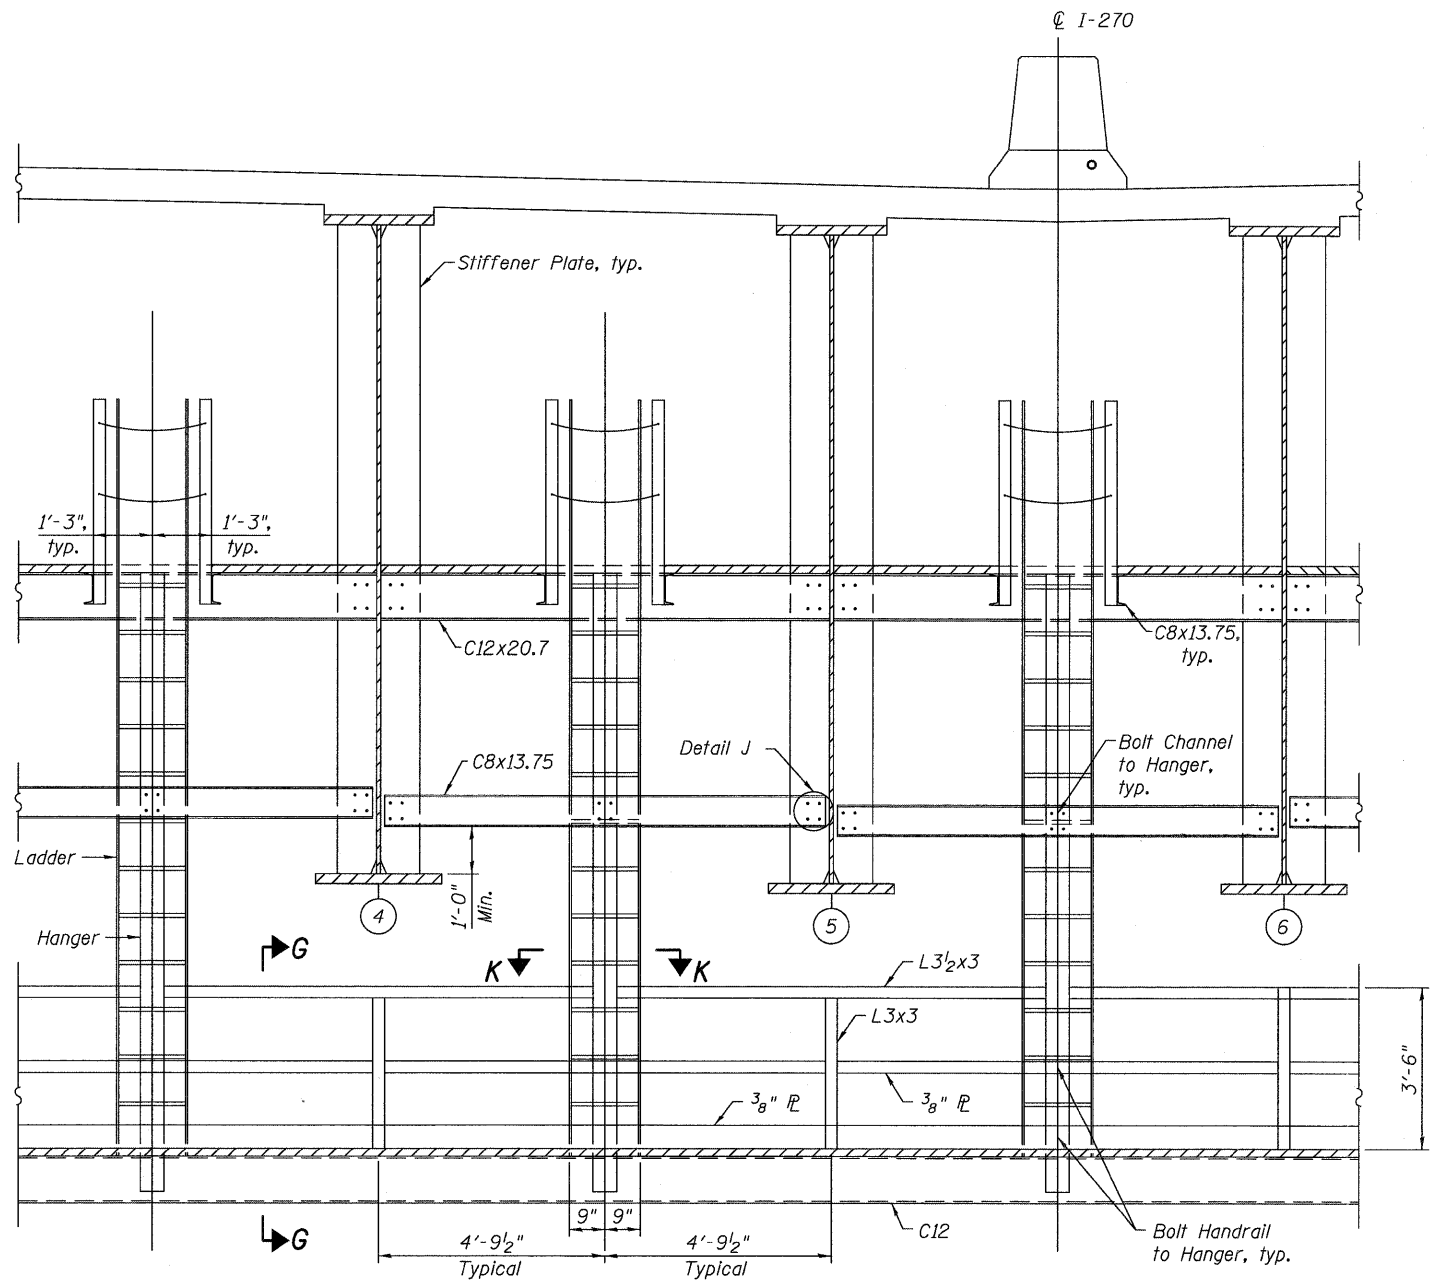 ℄ I-270
Stiffener Plate, typ.
1'-3",
typ.
1'-3",
typ.
C12x20.7
C8x13.75,
typ.
C8x13.75
Detail J
Bolt Channel
to Hanger,
typ.
Ladder
1'-0"
Min.
4
5
6
Hanger
G
K
K
L3½x3
L3x3
3'-6"
⅜" ℙL
⅜" ℙL
G
9"
9"
C12
Bolt Handrail
to Hanger, typ.
4'-9½"
Typical
4'-9½"
Typical